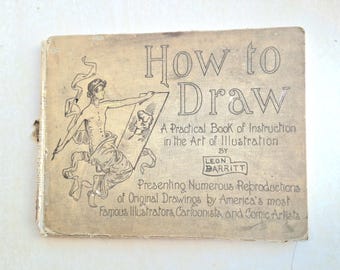 How to
Draw
A Practical Book of Instruction
in the Art of Illustration
BY
LEON
BARRITT
Presenting Numerous Reproductions
of Original Drawings by America's most
Famous Illustrators, Cartoonists, and Comic Artists